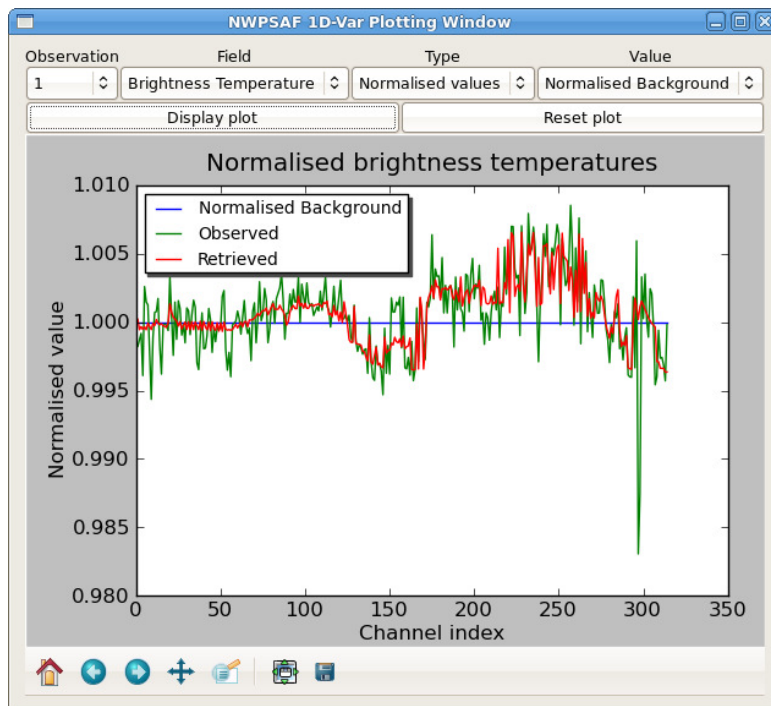 NWPSAF 1D-Var Plotting Window
Observation Field Type Value
1 Brightness Temperature Normalised values Normalised Background
Display plot Reset plot
Normalised brightness temperatures
Normalised Background
Observed
Retrieved
Normalised value
1.010
1.005
1.000
0.995
0.990
0.985
0.980
0 50 100 150 200 250 300 350
Channel index